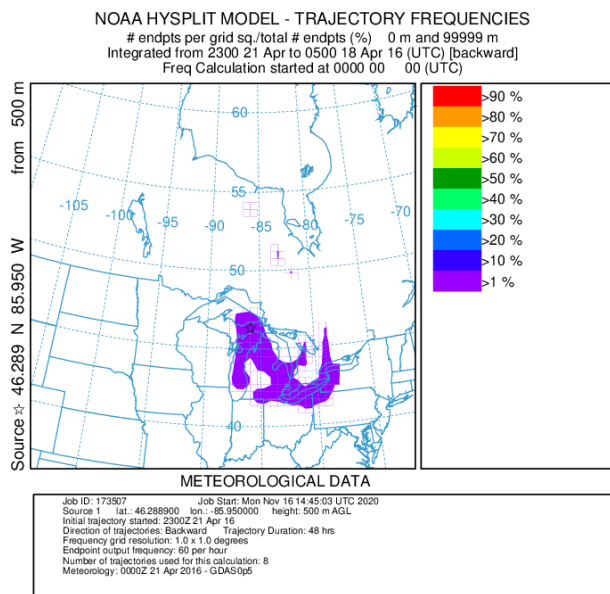 NOAA HYSPLIT MODEL - TRAJECTORY FREQUENCIES
# endpts per grid sq./total # endpts (%) 0 m and 99999 m
Integrated from 2300 21 Apr to 0500 18 Apr 16 (UTC) [backward]
Freq Calculation started at 0000 00 00 (UTC)
Source ☆ 46.289 N 85.950 W from 500 m
60
55
-105
-100
-95
-90
-85
-80
-75
-70
50
40
>90 %
>80 %
>70 %
>60 %
>50 %
>40 %
>30 %
>20 %
>10 %
>1 %
METEOROLOGICAL DATA
Job ID: 173507 Job Start: Mon Nov 16 14:45:03 UTC 2020
Source 1 lat.: 46.288900 lon.: -85.950000 height: 500 m AGL
Initial trajectory started: 2300Z 21 Apr 16
Direction of trajectories: Backward Trajectory Duration: 48 hrs
Frequency grid resolution: 1.0 x 1.0 degrees
Endpoint output frequency: 60 per hour
Number of trajectories used for this calculation: 8
Meteorology: 0000Z 21 Apr 2016 - GDAS0p5